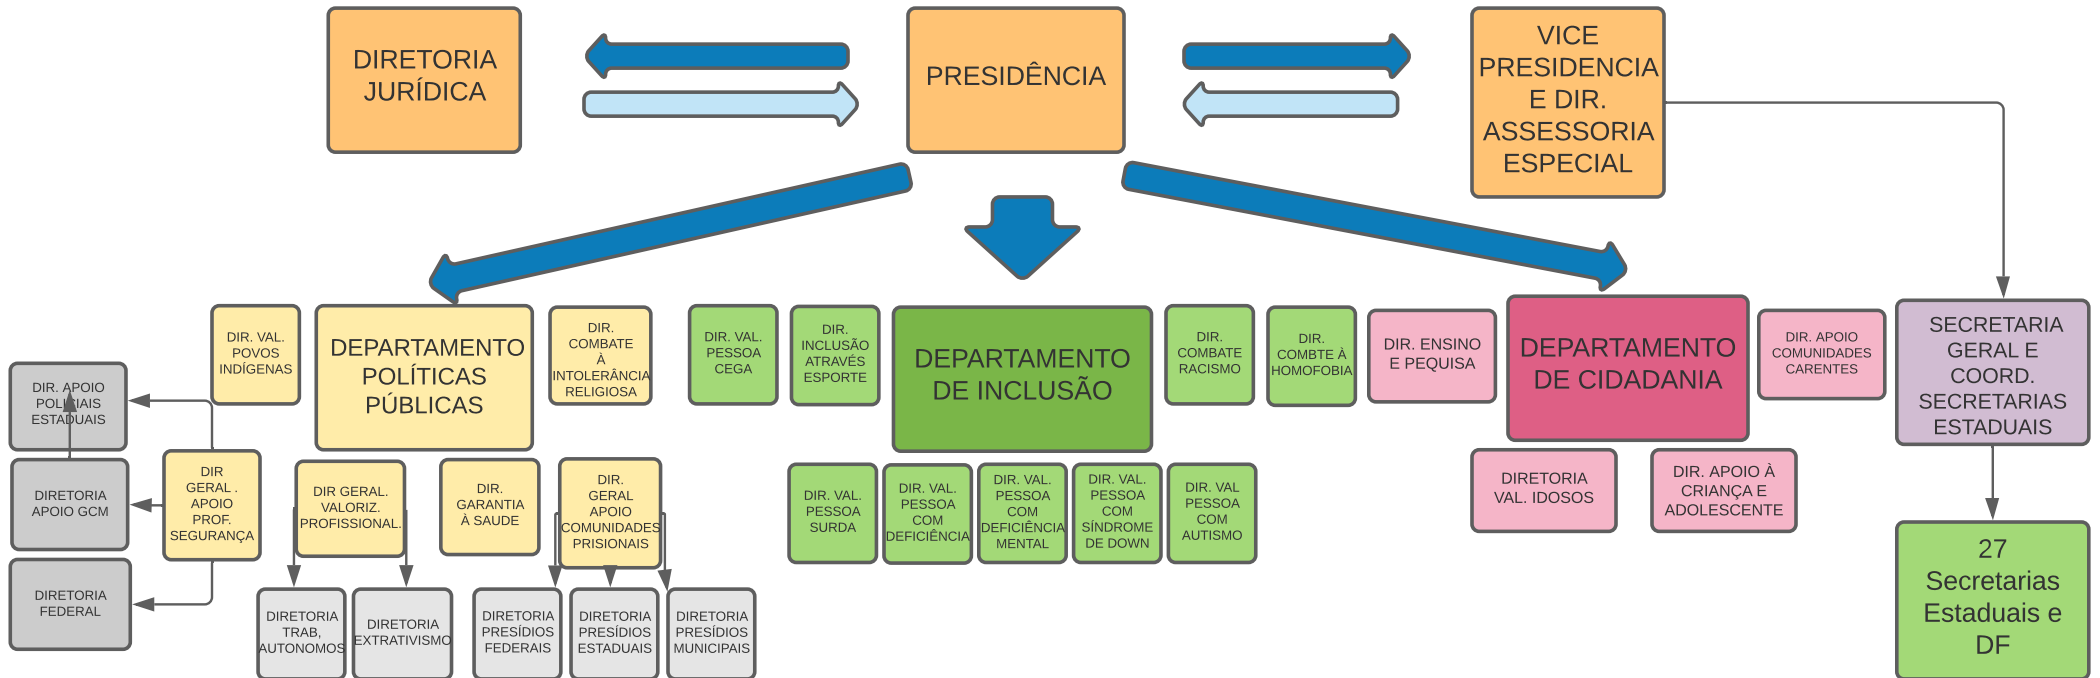 DIRETORIA
JURÍDICA
PRESIDÊNCIA
VICE
PRESIDENCIA
E DIR.
ASSESSORIA
ESPECIAL
DIR. VAL.
POVOS
INDÍGENAS
DEPARTAMENTO
POLÍTICAS
PÚBLICAS
DIR.
COMBATE
À
INTOLERÂNCIA
RELIGIOSA
DIR. VAL.
PESSOA
CEGA
DIR.
INCLUSÃO
ATRAVÉS
ESPORTE
DEPARTAMENTO
DE INCLUSÃO
DIR.
COMBATE
RACISMO
DIR.
COMBTE À
HOMOFOBIA
DIR. ENSINO
E PEQUISA
DEPARTAMENTO
DE CIDADANIA
DIR. APOIO
COMUNIDADES
CARENTES
SECRETARIA
GERAL E
COORD.
SECRETARIAS
ESTADUAIS
DIR. APOIO
POLICIAIS
ESTADUAIS
DIRETORIA
APOIO GCM
DIRETORIA
FEDERAL
DIR
GERAL .
APOIO
PROF.
SEGURANÇA
DIR GERAL.
VALORIZ.
PROFISSIONAL.
DIR.
GARANTIA
À SAUDE
DIR.
GERAL
APOIO
COMUNIDADES
PRISIONAIS
DIR. VAL.
PESSOA
SURDA
DIR. VAL.
PESSOA
COM
DEFICIÊNCIA
DIR. VAL.
PESSOA
COM
DEFICIÊNCIA
MENTAL
DIR. VAL.
PESSOA
COM
SÍNDROME
DE DOWN
DIR. VAL
PESSOA
COM
AUTISMO
DIRETORIA
VAL. IDOSOS
DIR. APOIO À
CRIANÇA E
ADOLESCENTE
DIRETORIA
TRAB,
AUTONOMOS
DIRETORIA
EXTRATIVISMO
DIRETORIA
PRESÍDIOS
FEDERAIS
DIRETORIA
PRESÍDIOS
ESTADUAIS
DIRETORIA
PRESÍDIOS
MUNICIPAIS
27
Secretarias
Estaduais e
DF